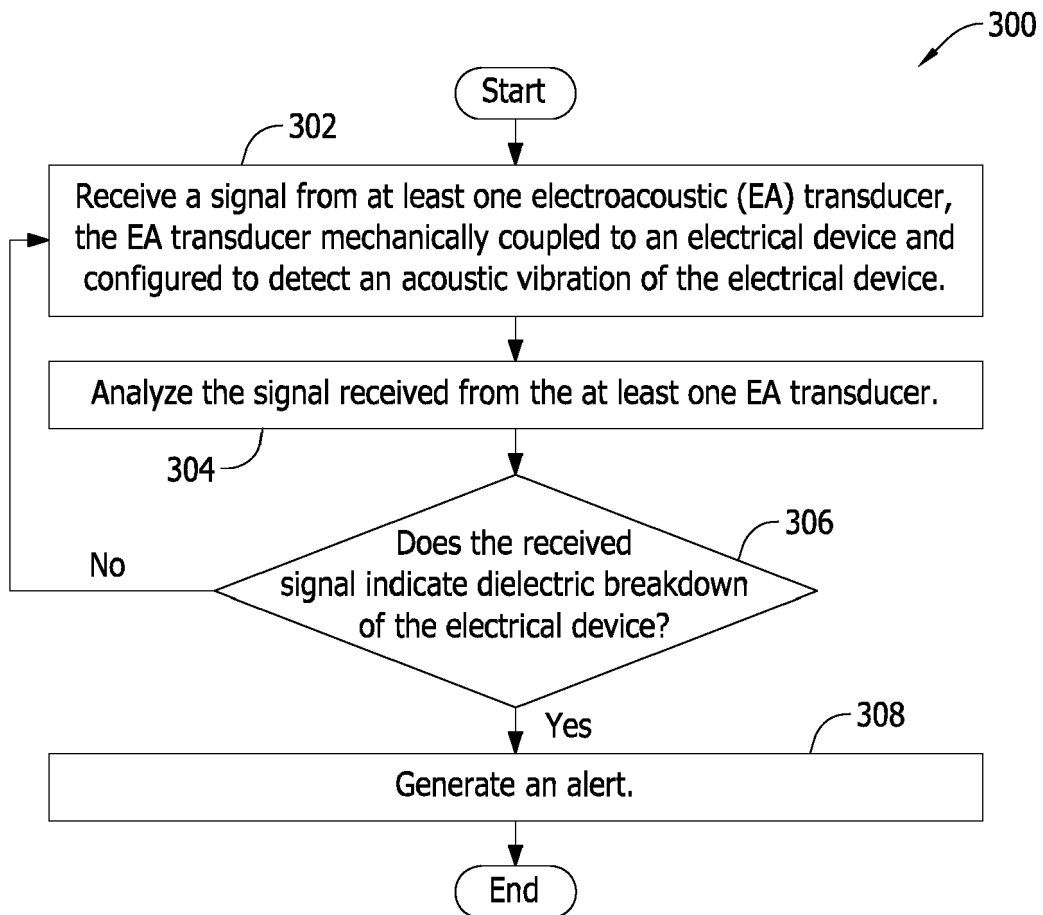 300
Start
302
Receive a signal from at least one electroacoustic (EA) transducer,
the EA transducer mechanically coupled to an electrical device and
configured to detect an acoustic vibration of the electrical device.
Analyze the signal received from the at least one EA transducer.
304
306
Does the received
signal indicate dielectric breakdown
of the electrical device?
No
Yes
308
Generate an alert.
End